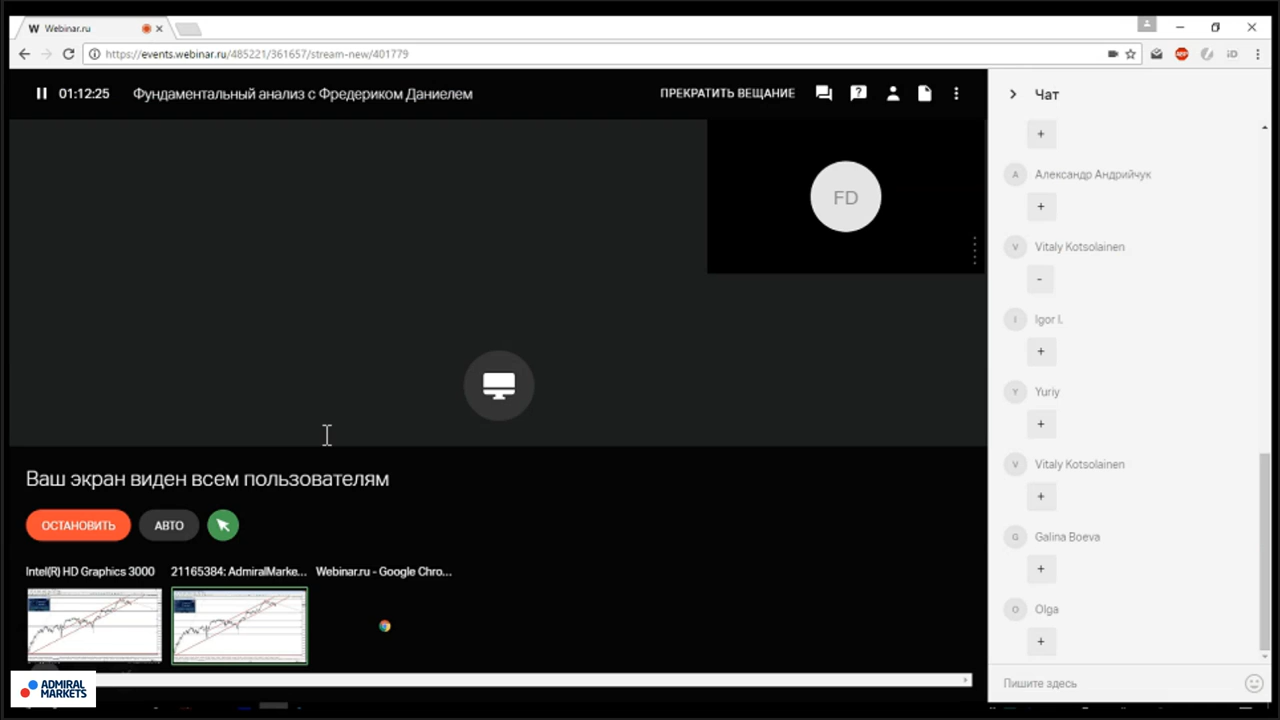 W Webinar.ru
https://events.webinar.ru/485221/361657/stream-new/401779
ABP
iD
01:12:25 Фундаментальный анализ с Фредериком Даниелем
ПРЕКРАТИТЬ ВЕЩАНИЕ
?
FD
Ваш экран виден всем пользователям
ОСТАНОВИТЬ
АВТО
Intel(R) HD Graphics 3000
21165384: AdmiralMarke...
Webinar.ru - Google Chro...
ADMIRAL
MARKETS
Чат
+
А Александр Андрийчук
+
V Vitaly Kotsolainen
-
I Igor I.
+
Y Yuriy
+
V Vitaly Kotsolainen
+
G Galina Boeva
+
O Olga
+
Пишите здесь